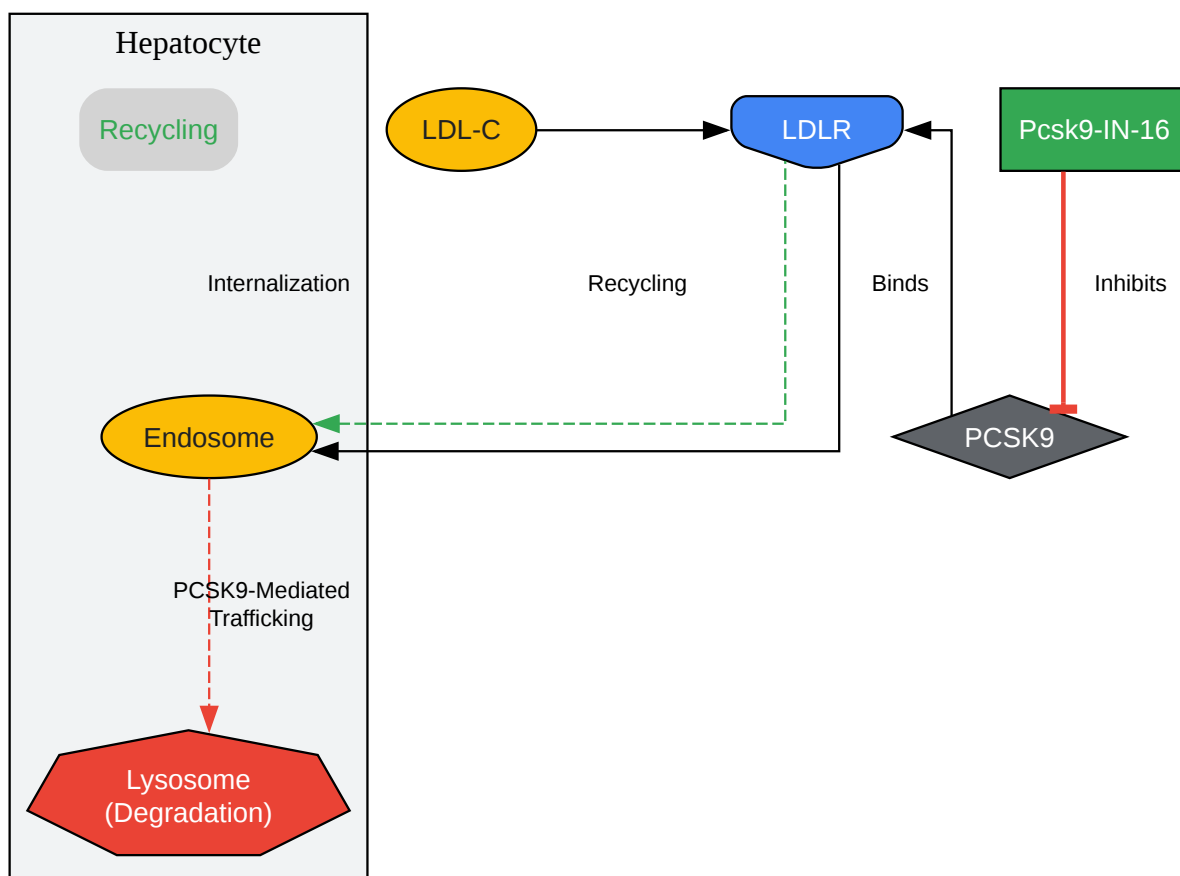 Hepatocyte
Recycling
LDL-C
LDLR
Pcsk9-IN-16
Internalization
Recycling
Binds
Inhibits
Endosome
PCSK9
PCSK9-Mediated
Trafficking
Lysosome
(Degradation)